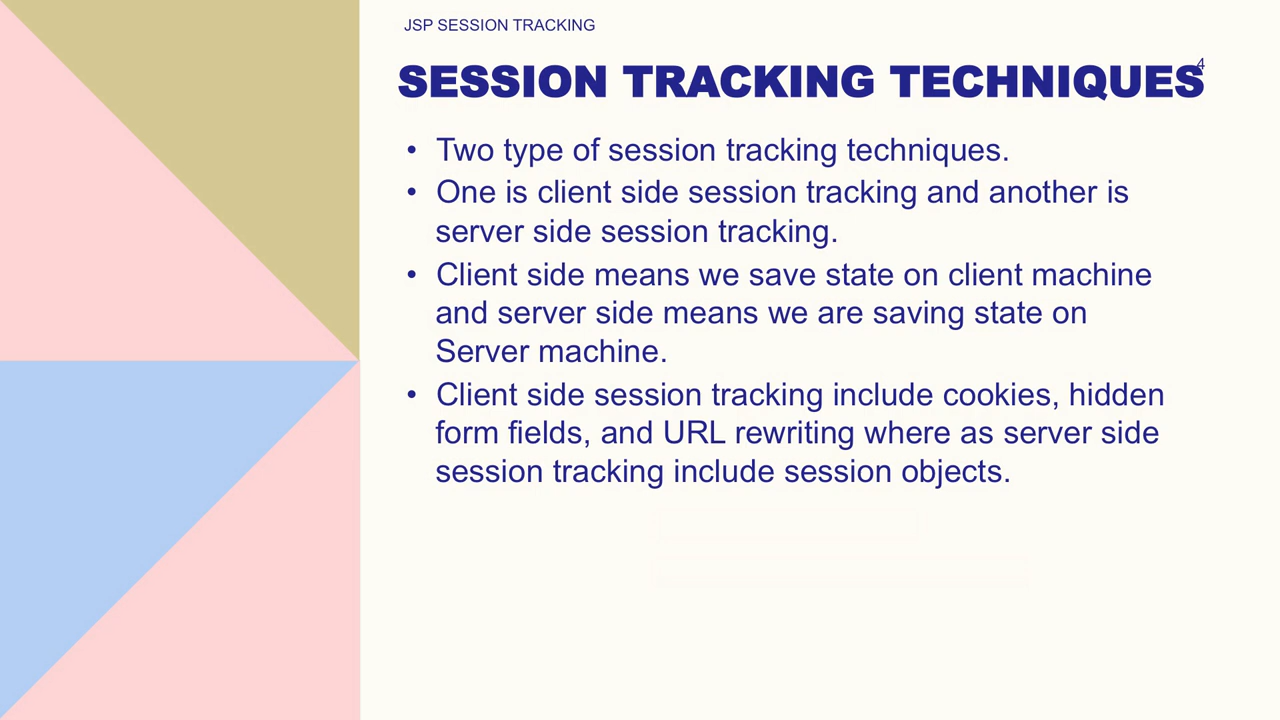 JSP SESSION TRACKING
4
SESSION TRACKING TECHNIQUES
• Two type of session tracking techniques.
• One is client side session tracking and another is
server side session tracking.
• Client side means we save state on client machine
and server side means we are saving state on
Server machine.
• Client side session tracking include cookies, hidden
form fields, and URL rewriting where as server side
session tracking include session objects.